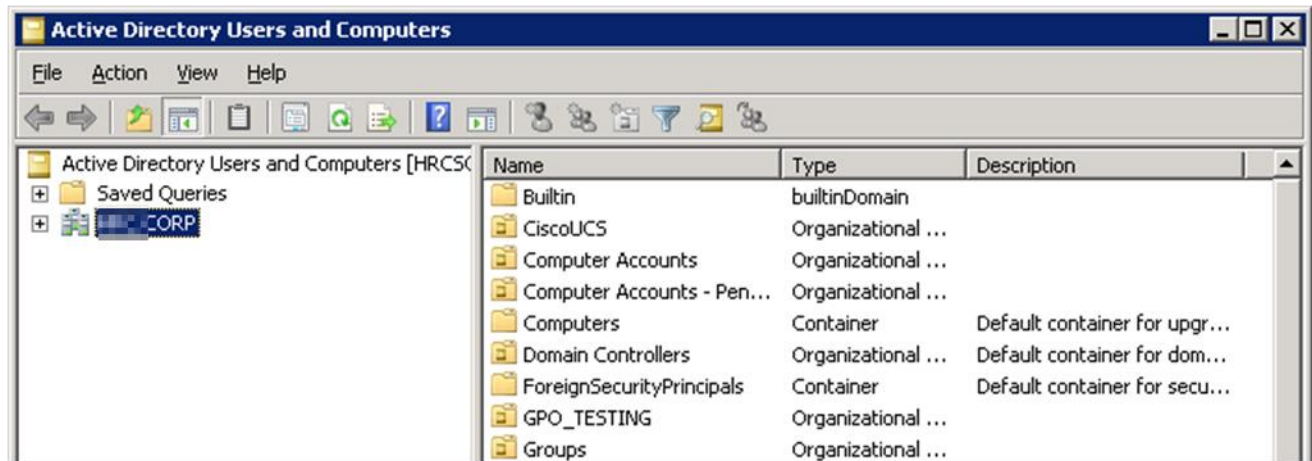 Active Directory Users and Computers
File Action View Help
Active Directory Users and Computers [HRCSC
Saved Queries
CORP
Name Type Description
Builtin builtinDomain
CiscoUCS Organizational ...
Computer Accounts Organizational ...
Computer Accounts - Pen... Organizational ...
Computers Container Default container for upgr...
Domain Controllers Organizational ... Default container for dom...
ForeignSecurityPrincipals Container Default container for secu...
GPO_TESTING Organizational ...
Groups Organizational ...